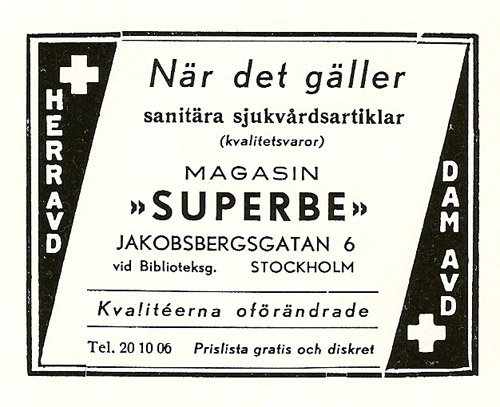 När det gäller
sanitära sjukvårdsartiklar
(kvalitetsvaror)
MAGASIN
»SUPERBE»
JAKOBSBERGSGATAN 6
vid Biblioteksg. STOCKHOLM
Kvalitéerna oförändrade
Tel. 20 10 06 Prislista gratis och diskret
HERRAVD
DAM AVD